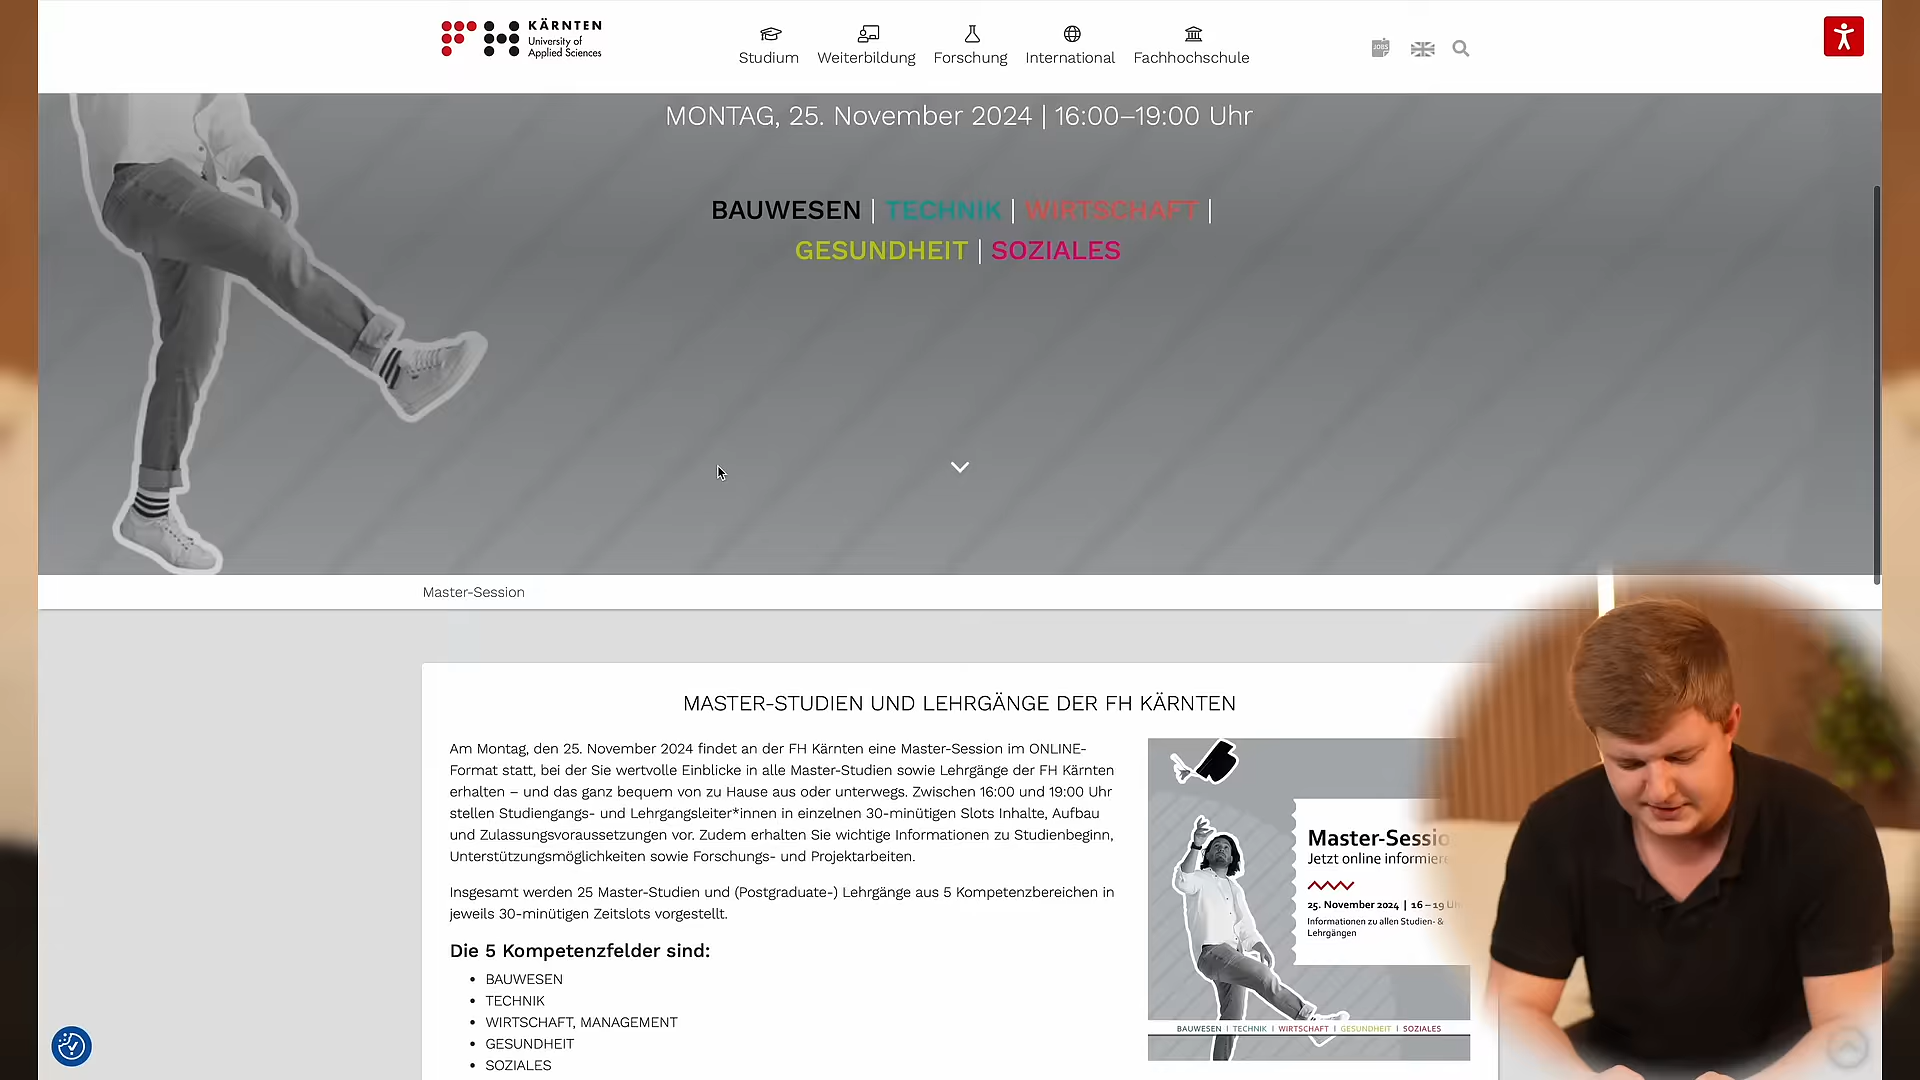 KÄRNTEN
University of
Applied Sciences
Studium
Weiterbildung
Forschung
International
Fachhochschule
JOBS
MONTAG, 25. November 2024 | 16:00–19:00 Uhr
BAUWESEN | TECHNIK | WIRTSCHAFT |
GESUNDHEIT | SOZIALES
Master-Session
MASTER-STUDIEN UND LEHRGÄNGE DER FH KÄRNTEN
Am Montag, den 25. November 2024 findet an der FH Kärnten eine Master-Session im ONLINE-
Format statt, bei der Sie wertvolle Einblicke in alle Master-Studien sowie Lehrgänge der FH Kärnten
erhalten – und das ganz bequem von zu Hause aus oder unterwegs. Zwischen 16:00 und 19:00 Uhr
stellen Studiengangs- und Lehrgangsleiter*innen in einzelnen 30-minütigen Slots Inhalte, Aufbau
und Zulassungsvoraussetzungen vor. Zudem erhalten Sie wichtige Informationen zu Studienbeginn,
Unterstützungsmöglichkeiten sowie Forschungs- und Projektarbeiten.
Insgesamt werden 25 Master-Studien und (Postgraduate-) Lehrgänge aus 5 Kompetenzbereichen in
jeweils 30-minütigen Zeitslots vorgestellt.
Die 5 Kompetenzfelder sind:
• BAUWESEN
• TECHNIK
• WIRTSCHAFT, MANAGEMENT
• GESUNDHEIT
• SOZIALES
Master-Sessio
Jetzt online informiere
25. November 2024 | 16 – 19 U
Informationen zu allen Studien- &
Lehrgängen
BAUWESEN | TECHNIK | WIRTSCHAFT | GESUNDHEIT | SOZIALES